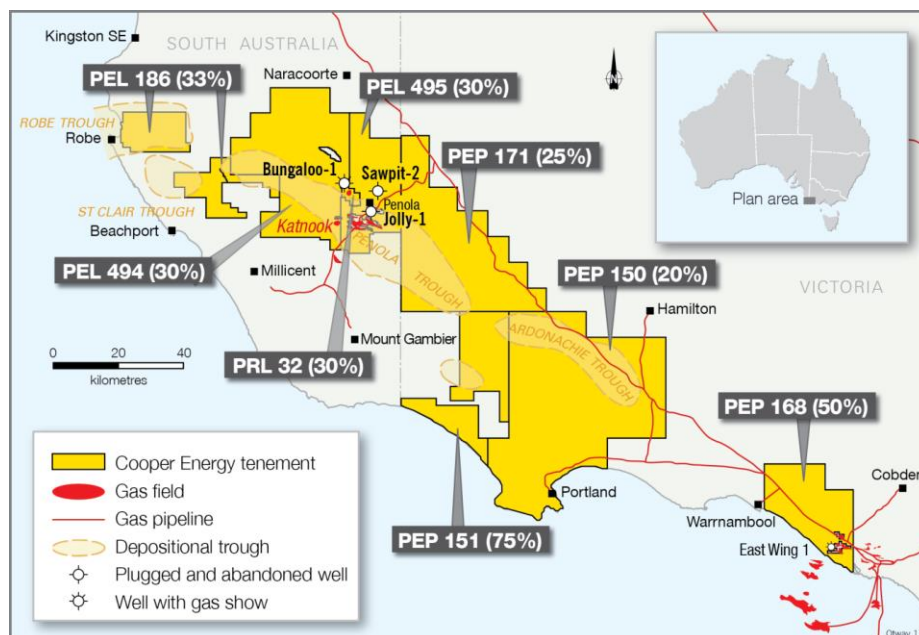 Kingston SE
SOUTH AUSTRALIA
PEL 186 (33%)
Naracoorte
PEL 495 (30%)
ROBE TROUGH
Robe
Bungaloo-1
Sawpit-2
PEP 171 (25%)
Penola
Jolly-1
ST CLAIR TROUGH
Beachport
Katnook
PENOLA TROUGH
PEL 494 (30%)
Millicent
PEP 150 (20%)
Hamilton
VICTORIA
Plan area
N
Mount Gambier
ARDONACHIE TROUGH
0 20 40
kilometres
PRL 32 (30%)
PEP 168 (50%)
Cobden
Portland
Warrnambool
PEP 151 (75%)
East Wing 1
Cooper Energy tenement
Gas field
Gas pipeline
Depositional trough
Plugged and abandoned well
Well with gas show